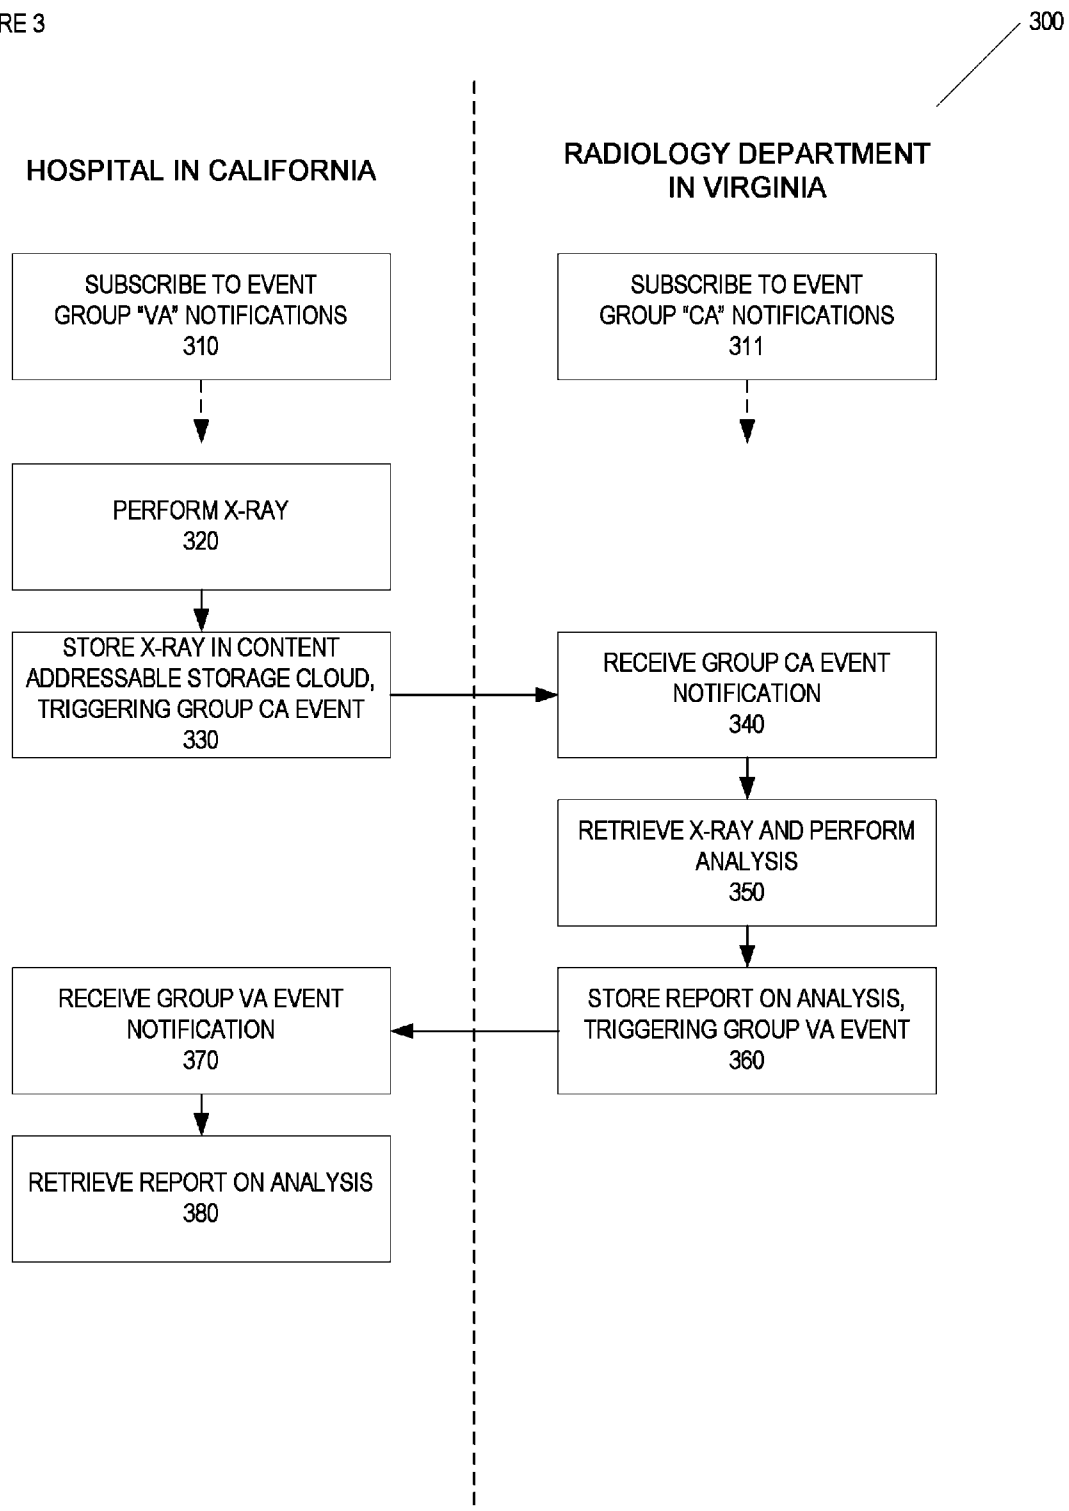 RE 3
300
HOSPITAL IN CALIFORNIA
RADIOLOGY DEPARTMENT
IN VIRGINIA
SUBSCRIBE TO EVENT
GROUP "VA" NOTIFICATIONS
310
SUBSCRIBE TO EVENT
GROUP "CA" NOTIFICATIONS
311
PERFORM X-RAY
320
STORE X-RAY IN CONTENT
ADDRESSABLE STORAGE CLOUD,
TRIGGERING GROUP CA EVENT
330
RECEIVE GROUP CA EVENT
NOTIFICATION
340
RETRIEVE X-RAY AND PERFORM
ANALYSIS
350
STORE REPORT ON ANALYSIS,
TRIGGERING GROUP VA EVENT
360
RECEIVE GROUP VA EVENT
NOTIFICATION
370
RETRIEVE REPORT ON ANALYSIS
380